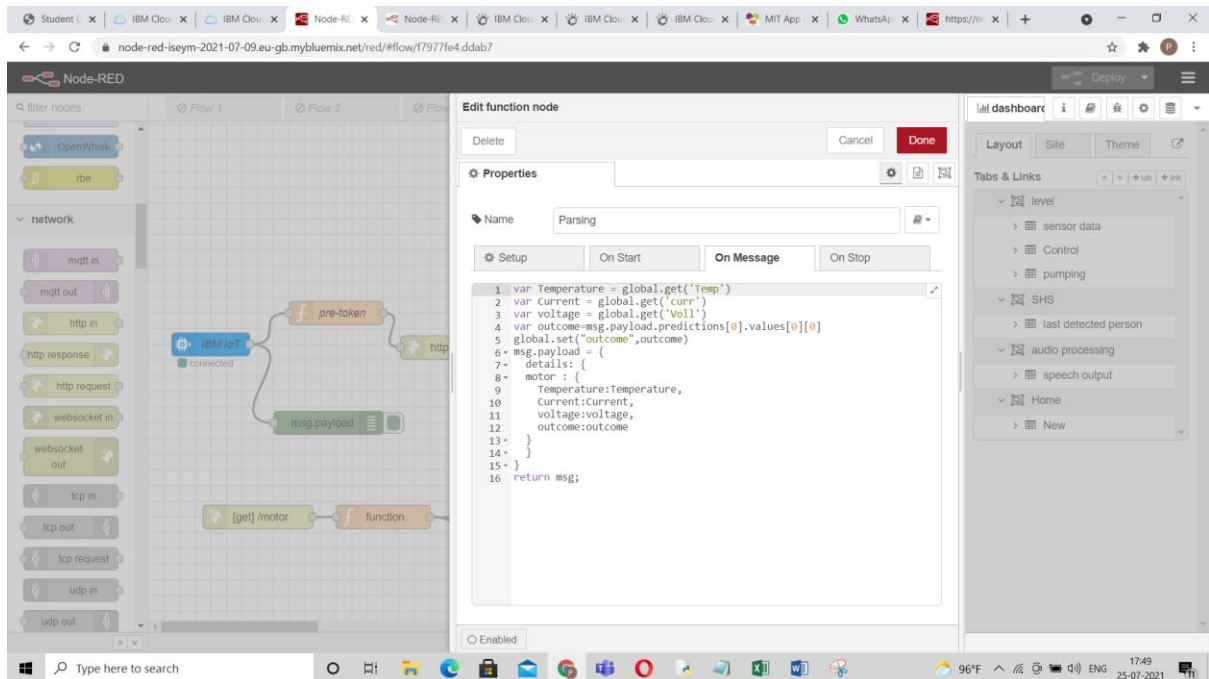 Student D
IBM Clou
IBM Clou
Node-RE
Node-RE
IBM Clou
IBM Clou
IBM Clou
MIT App
WhatsAp
https://no
node-red-iseym-2021-07-09.eu-gb.mybluemix.net/red/#flow/f7977fe4.ddab7
P
Node-RED
Deploy
filter nodes
Flow 1
Flow 2
Flow
OpenWhisk
rbe
network
mqtt in
mqtt out
http in
http response
http request
websocket in
websocket
out
tcp in
tcp out
tcp request
udp in
udp out
IBM IoT
connected
pre-token
http
msg.payload
[get] /motor
function
Edit function node
Delete
Cancel
Done
Properties
Name
Parsing
Setup
On Start
On Message
On Stop
1 var Temperature = global.get('Temp')
2 var Current = global.get('curr')
3 var voltage = global.get('Voll')
4 var outcome=msg.payload.predictions[0].values[0][0]
5 global.set("outcome",outcome)
6 msg.payload = {
7 details: {
8 motor : {
9 Temperature:Temperature,
10 Current:Current,
11 voltage:voltage,
12 outcome:outcome
13 }
14 }
15 }
16 return msg;
Enabled
dashboard
Layout
Site
Theme
Tabs & Links
tab
link
level
sensor data
Control
pumping
SHS
last detected person
audio processing
speech output
Home
New
Type here to search
96°F
ENG
17:49
25-07-2021